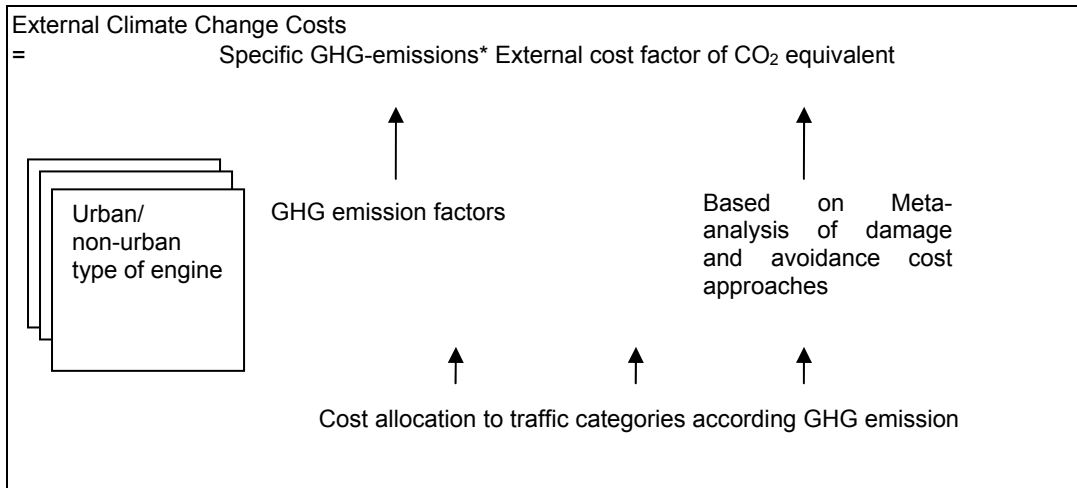 External Climate Change Costs
= Specific GHG-emissions* External cost factor of CO₂ equivalent
Urban/
non-urban
type of engine
GHG emission factors
Based on Meta-
analysis of damage
and avoidance cost
approaches
Cost allocation to traffic categories according GHG emission